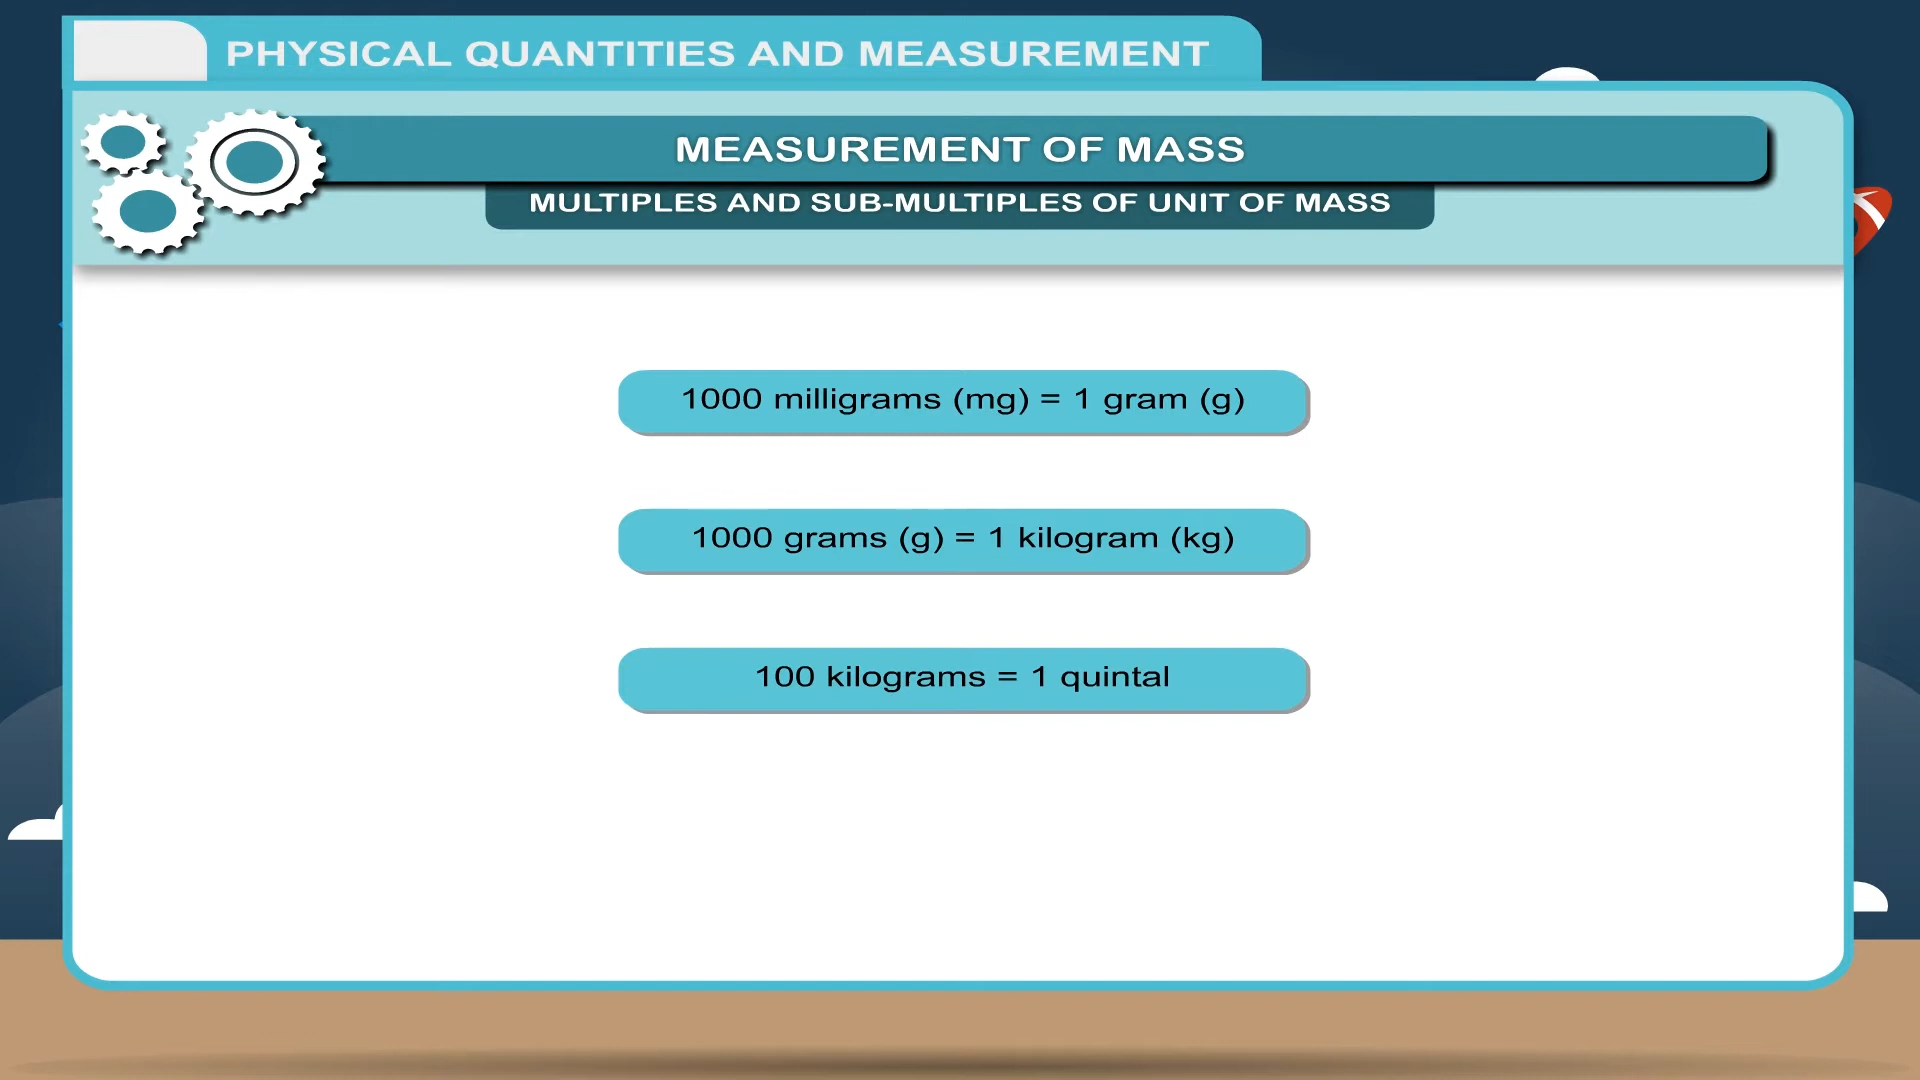 PHYSICAL QUANTITIES AND MEASUREMENT
MEASUREMENT OF MASS
MULTIPLES AND SUB-MULTIPLES OF UNIT OF MASS
1000 milligrams (mg) = 1 gram (g)
1000 grams (g) = 1 kilogram (kg)
100 kilograms = 1 quintal